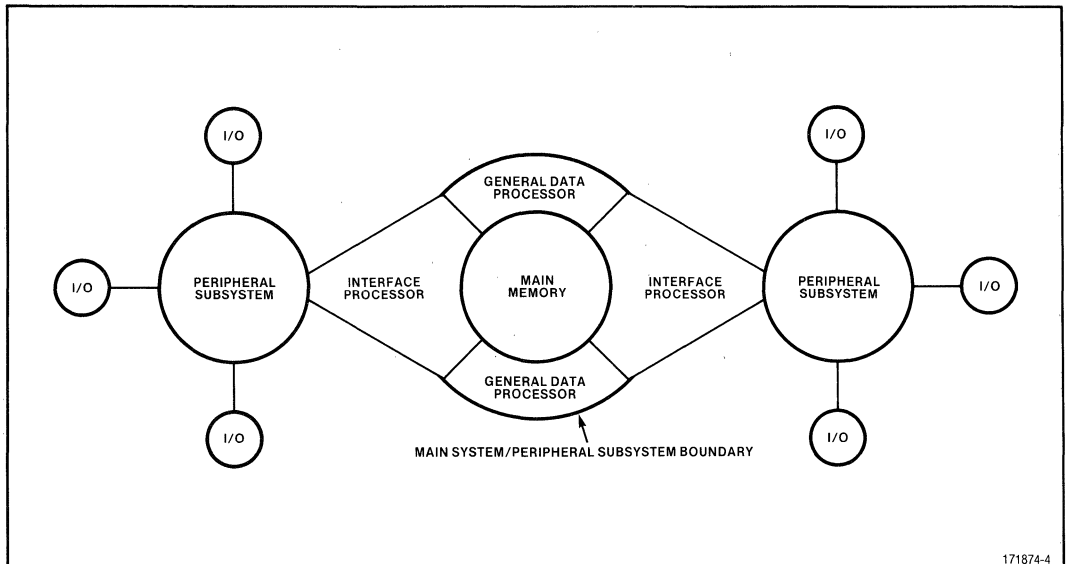 I/O
I/O
GENERAL DATA
PROCESSOR
I/O
PERIPHERAL
SUBSYSTEM
INTERFACE
PROCESSOR
MAIN
MEMORY
INTERFACE
PROCESSOR
PERIPHERAL
SUBSYSTEM
I/O
GENERAL DATA
PROCESSOR
I/O
I/O
MAIN SYSTEM/PERIPHERAL SUBSYSTEM BOUNDARY
171874-4